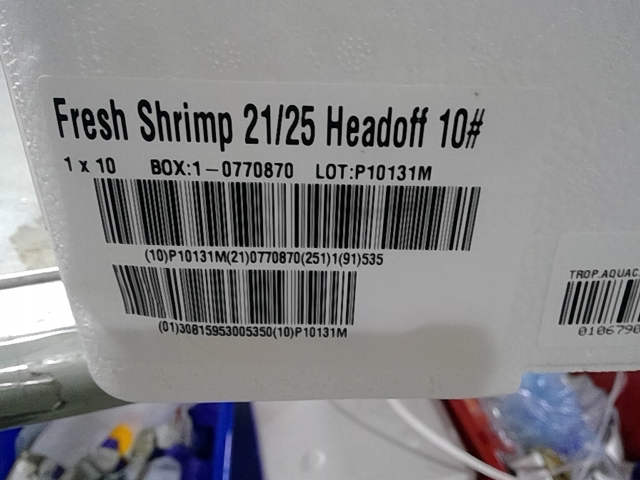 Fresh Shrimp 21/25 Headoff 10#
1 x 10 BOX:1-0770870 LOT:P10131M
(10)P10131M(21)0770870(251)1(91)535
(01)30815953005350(10)P10131M
TROP.AQUAC
0106790